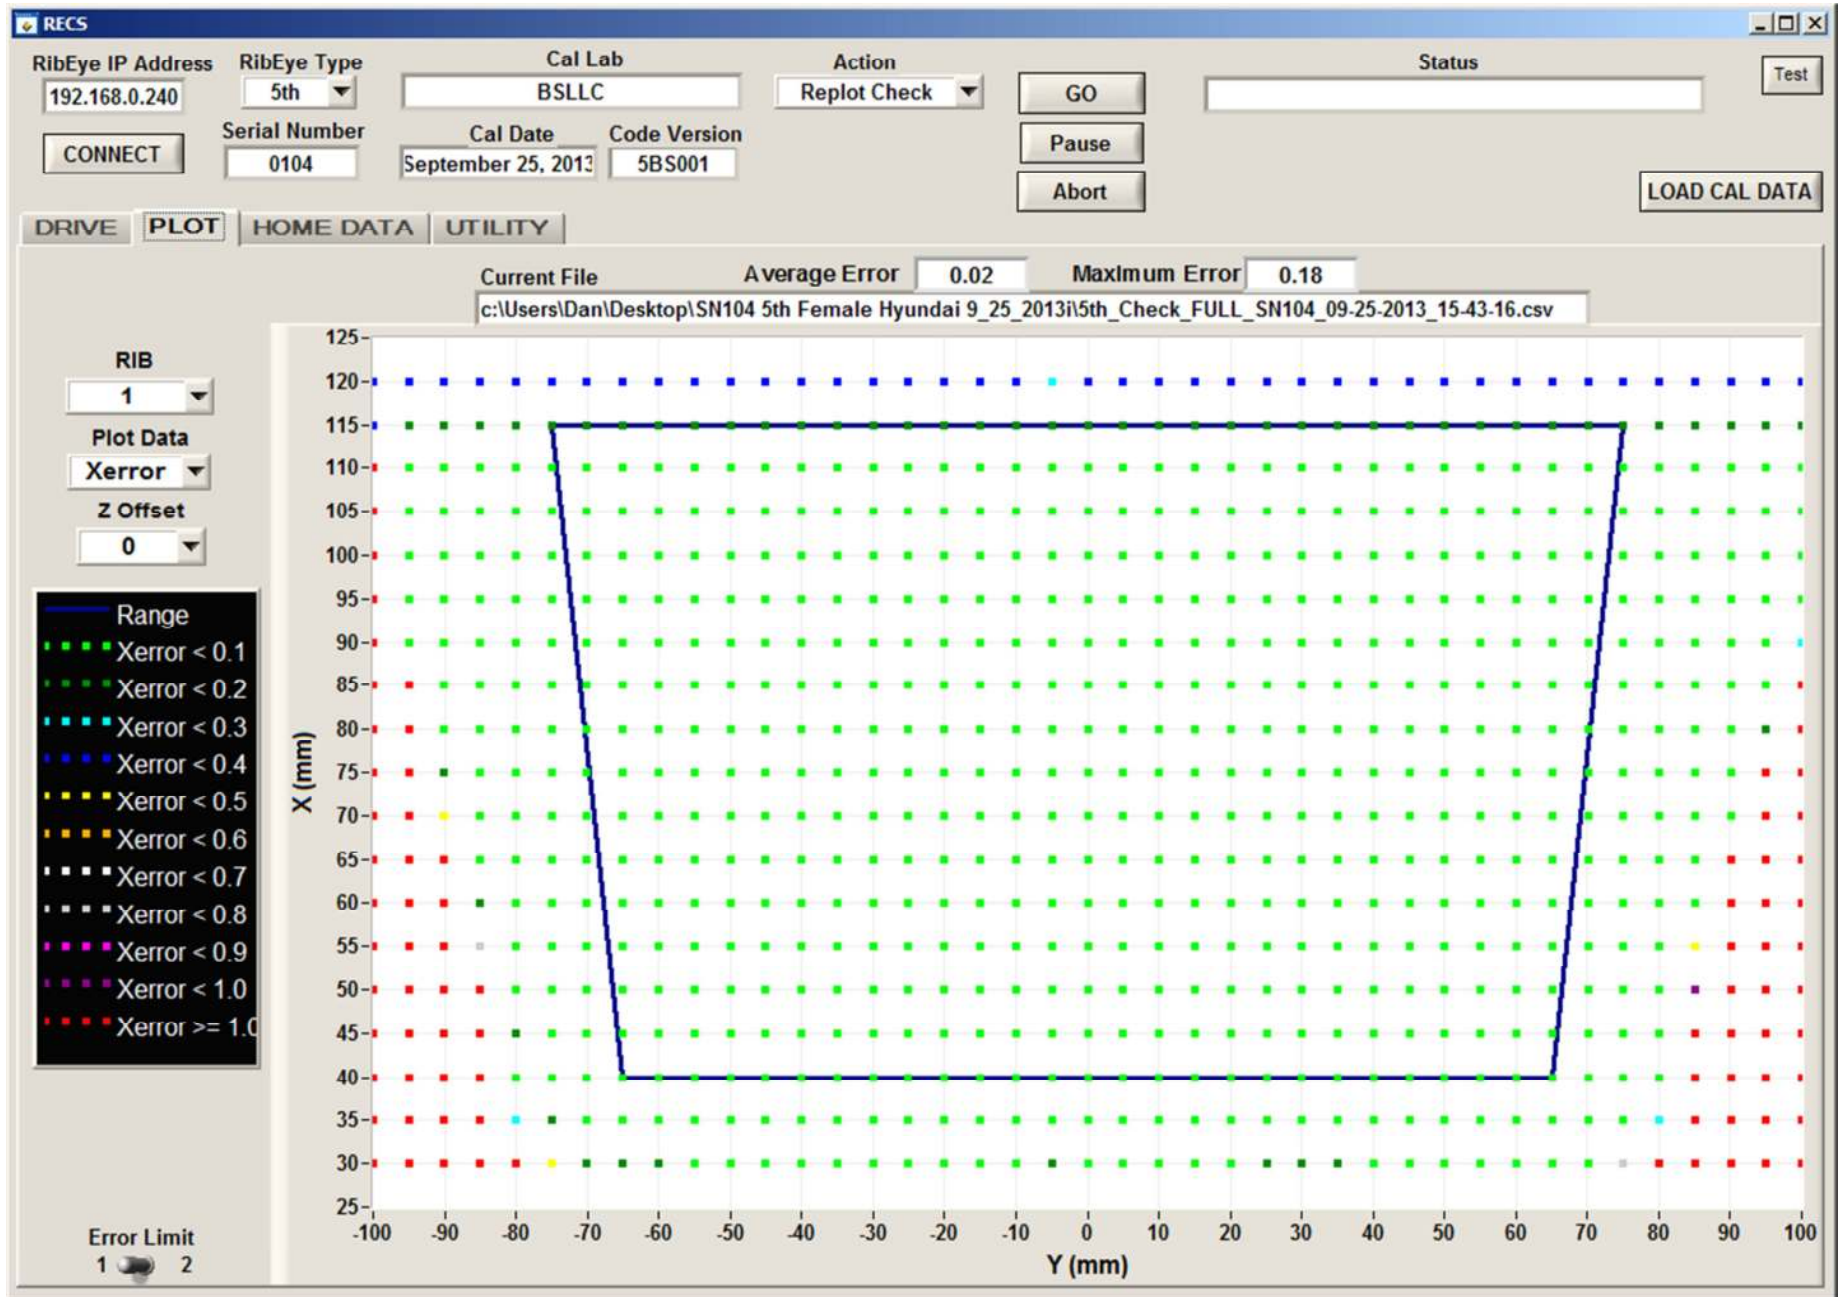 RECS
RibEye IP Address
192.168.0.240
CONNECT
RibEye Type
5th
Serial Number
0104
Cal Lab
BSLLC
Cal Date
September 25, 2013
Code Version
5BS001
Action
Replot Check
GO
Pause
Abort
Status
Test
LOAD CAL DATA
DRIVE PLOT HOME DATA UTILITY
Current File
Average Error 0.02
Maximum Error 0.18
c:\Users\Dan\Desktop\SN104 5th Female Hyundai 9_25_2013i\5th_Check_FULL_SN104_09-25-2013_15-43-16.csv
RIB
1
Plot Data
Xerror
Z Offset
0
Range
Xerror < 0.1
Xerror < 0.2
Xerror < 0.3
Xerror < 0.4
Xerror < 0.5
Xerror < 0.6
Xerror < 0.7
Xerror < 0.8
Xerror < 0.9
Xerror < 1.0
Xerror >= 1.0
Error Limit
1 2
X (mm)
125
120
115
110
105
100
95
90
85
80
75
70
65
60
55
50
45
40
35
30
25
-100 -90 -80 -70 -60 -50 -40 -30 -20 -10 0 10 20 30 40 50 60 70 80 90 100
Y (mm)